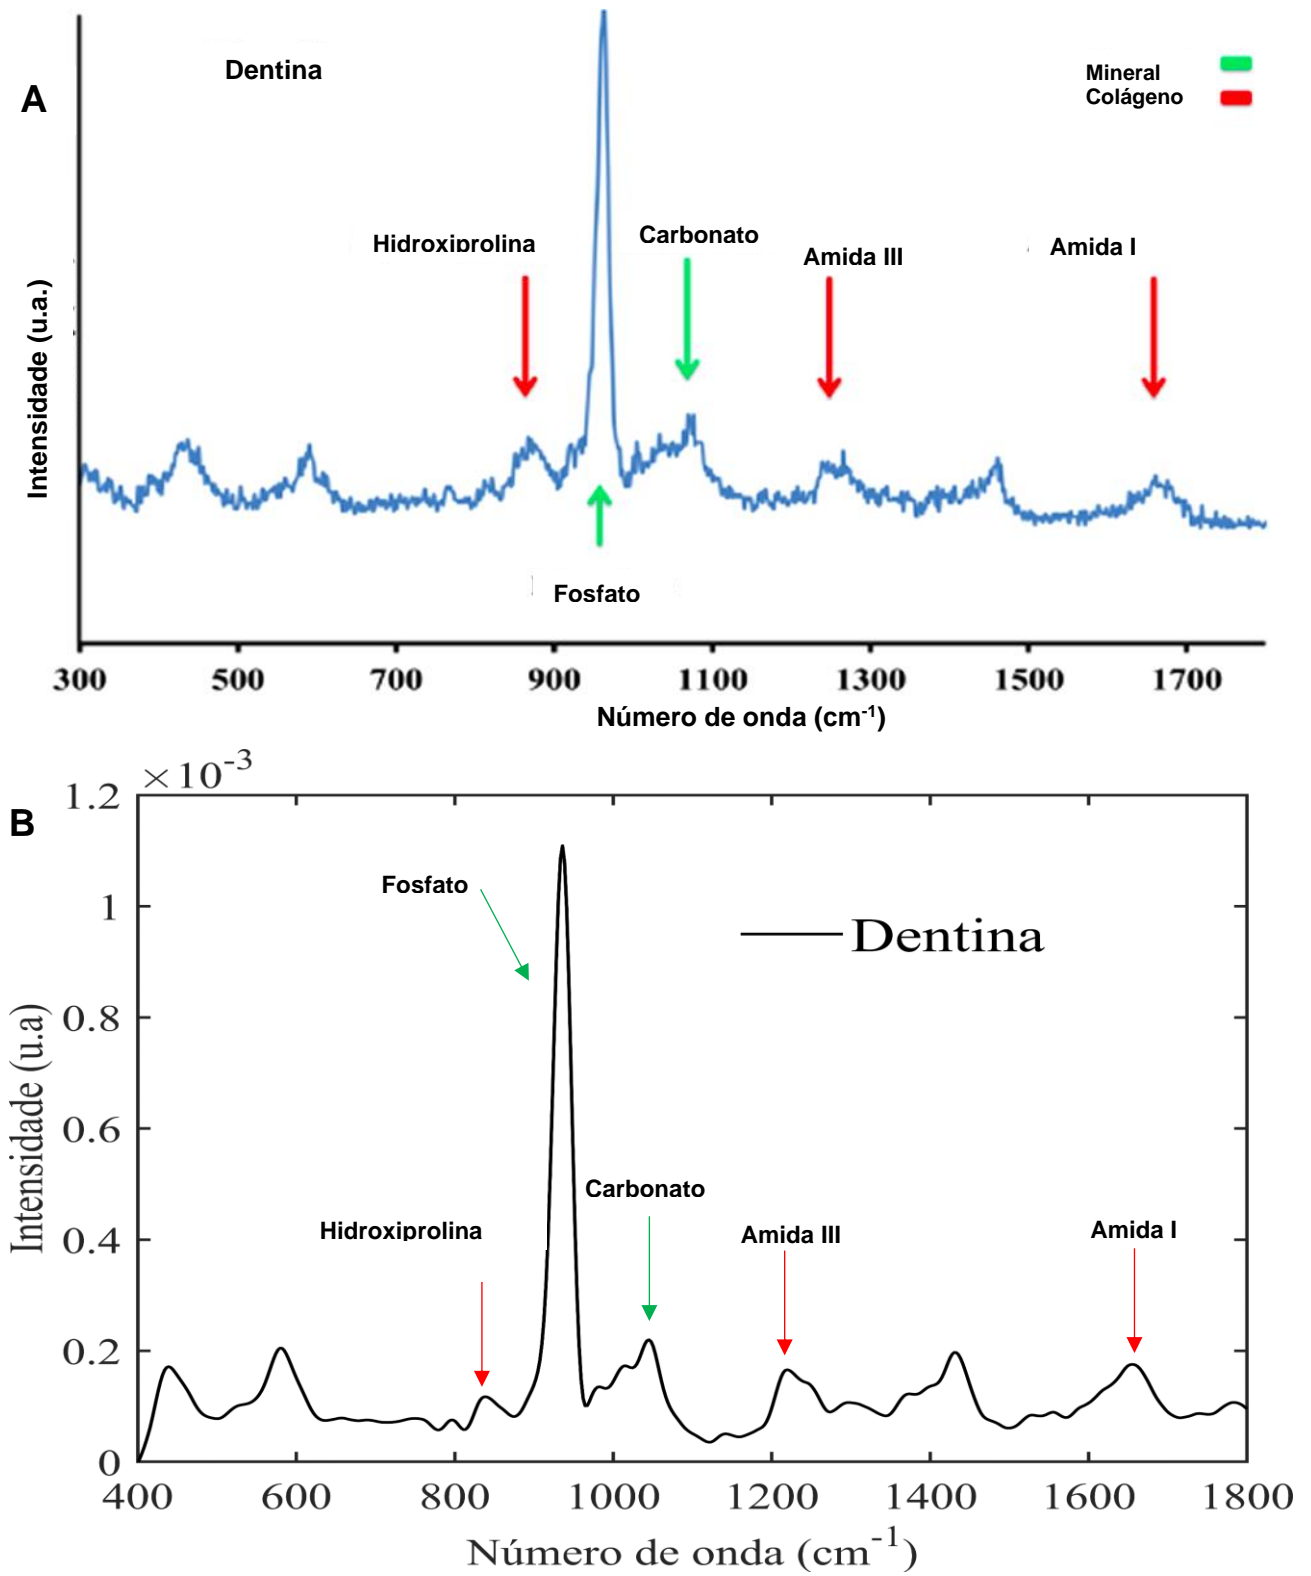 A
Dentina
Mineral
Colágeno
Hidroxiprolina
Carbonato
Amida III
Amida I
Intensidade (u.a.)
Fosfato
300 500 700 900 1100 1300 1500 1700
Número de onda (cm-1)
B
×10-3
1.2
1
0.8
0.6
0.4
0.2
0
Fosfato
Dentina
Carbonato
Hidroxiprolina
Amida III
Amida I
Intensidade (u.a)
400 600 800 1000 1200 1400 1600 1800
Número de onda (cm-1)